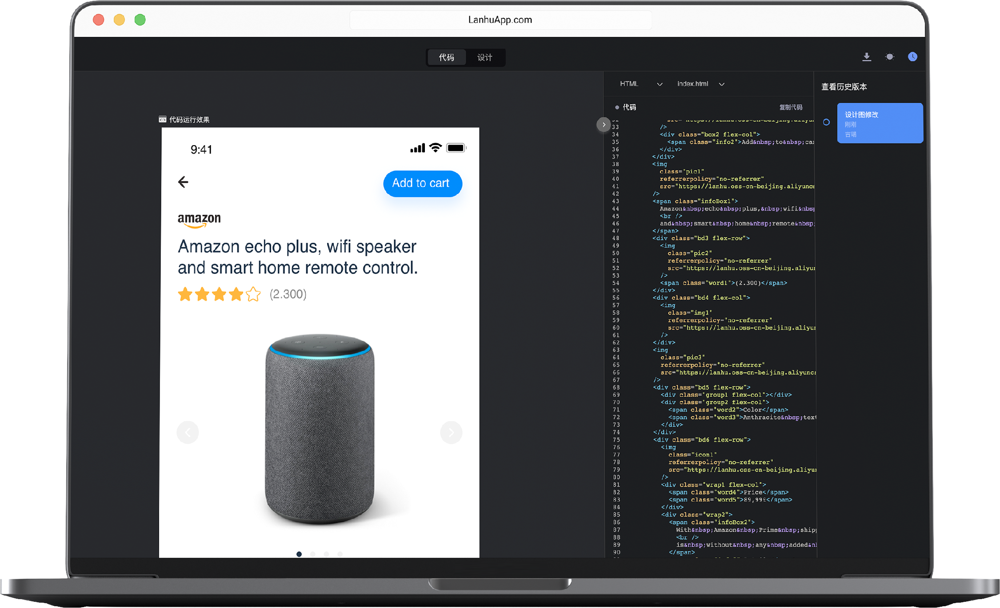 LanhuApp.com
代码 设计
代码运行效果
9:41
Add to cart
amazon
Amazon echo plus, wifi speaker
and smart home remote control.
(2.300)
HTML index.html
代码 复制代码
33 />
34 <div class="box2 flex-col">
35 <span class="info2">Add&nbsp;to&nbsp;car
36 </div>
37 </div>
38 <img
39 class="pic1"
40 referrerpolicy="no-referrer"
41 src="https://lanhu.oss-cn-beijing.aliyuncs
42 />
43 <span class="infoBox1">
44 Amazon&nbsp;echo&nbsp;plus,&nbsp;wifi&nbsp
45 <br />
46 and&nbsp;smart&nbsp;home&nbsp;remote&nbsp;
47 </span>
48 <div class="bd3 flex-row">
49 <img
50 class="pic2"
51 referrerpolicy="no-referrer"
52 src="https://lanhu.oss-cn-beijing.aliyun
53 />
54 <span class="word1">(2.300)</span>
55 </div>
56 <div class="bd4 flex-col">
57 <img
58 class="img1"
59 referrerpolicy="no-referrer"
60 src="https://lanhu.oss-cn-beijing.aliyun
61 />
62 </div>
63 <img
64 class="pic3"
65 referrerpolicy="no-referrer"
66 src="https://lanhu.oss-cn-beijing.aliyuncs
67 />
68 <div class="bd5 flex-row">
69 <div class="group1 flex-col"></div>
70 <div class="group2 flex-col">
71 <span class="word2">Color</span>
72 <span class="word3">Anthracite&nbsp;text
73 </div>
74 </div>
75 <div class="bd6 flex-row">
76 <img
77 class="icon1"
78 referrerpolicy="no-referrer"
79 src="https://lanhu.oss-cn-beijing.aliyun
80 />
81 <div class="wrap1 flex-col">
82 <span class="word4">Price</span>
83 <span class="word5">89,99£</span>
84 </div>
85 <div class="wrap2">
86 <span class="infoBox2">
87 With&nbsp;Amazon&nbsp;Prime&nbsp;shipp
88 <br />
89 is&nbsp;without&nbsp;any&nbsp;added&nb
90 </span>
查看历史版本
设计图修改
刚刚
吉瑞